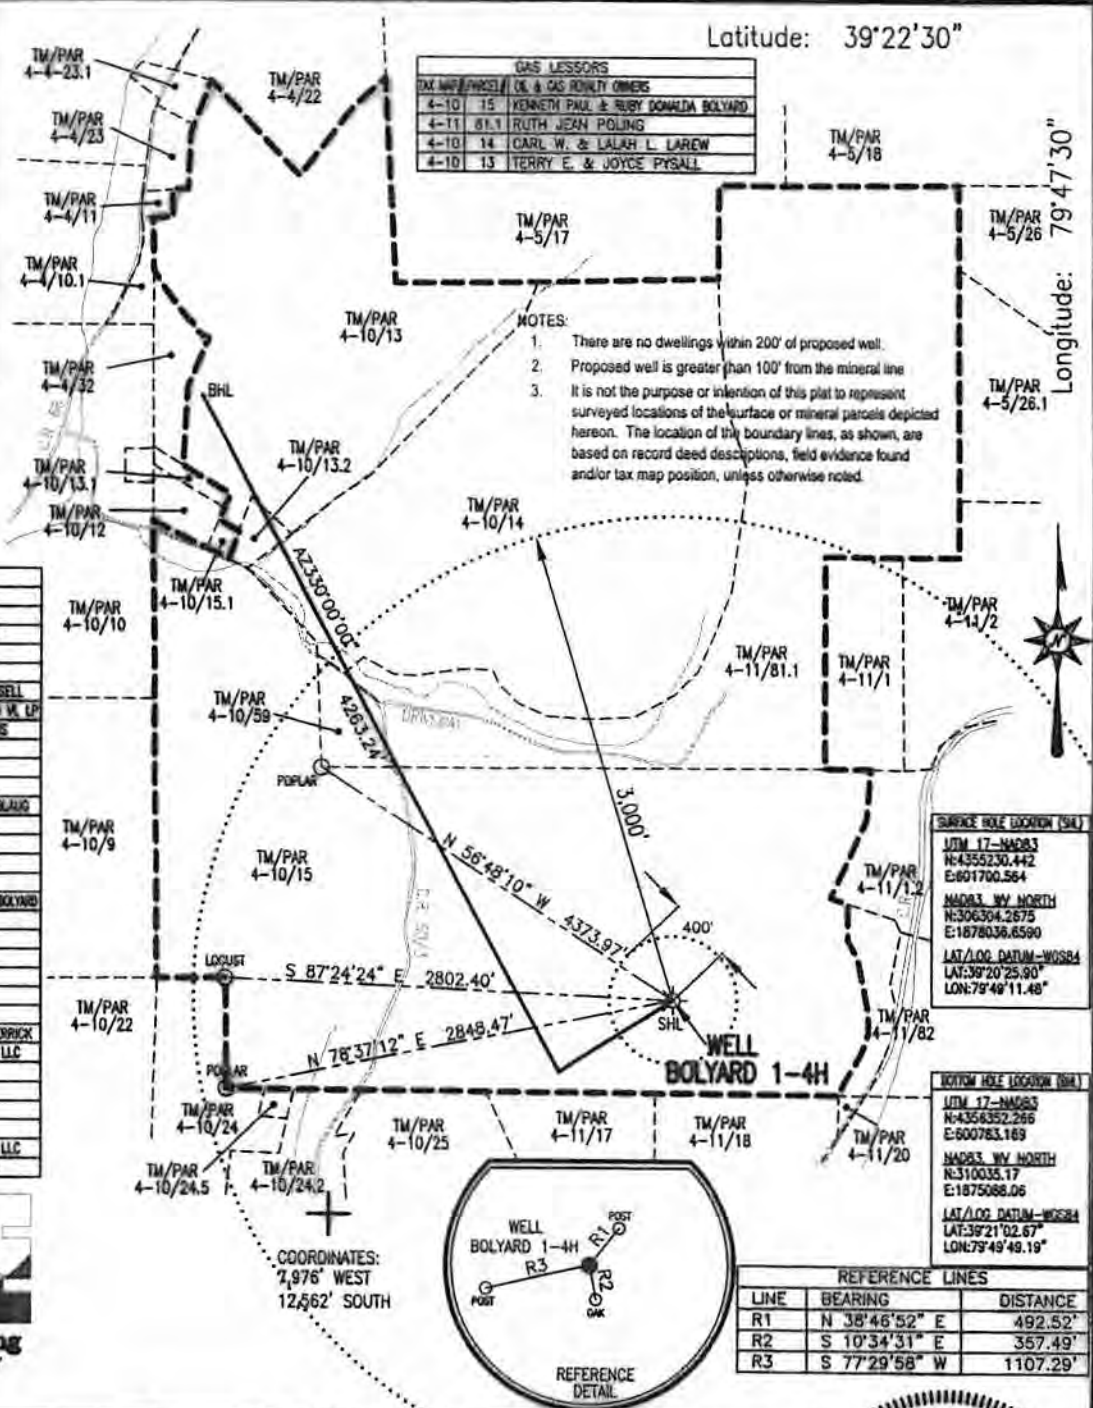 Latitude: 39°22'30"
Longitude: 79°47'30"
GAS LESSORS
TAX MAP PARCEL# OIL & GAS ROYALTY OWNERS
4-10 15 KENNETH PAUL & RUBY DONALDA BOLYARD
4-11 81.1 RUTH JEAN POLING
4-10 14 CARL W. & LALAH L. LAREW
4-10 13 TERRY E. & JOYCE PYSALL
TM/PAR
4-4-23.1
TM/PAR
4-4/22
TM/PAR
4-4/23
TM/PAR
4-5/18
TM/PAR
4-4/11
TM/PAR
4-5/17
TM/PAR
4-5/26
TM/PAR
4-4/10.1
TM/PAR
4-10/13
NOTES:
1. There are no dwellings within 200' of proposed well.
2. Proposed well is greater than 100' from the mineral line
3. It is not the purpose or intention of this plat to represent
surveyed locations of the surface or mineral parcels depicted
hereon. The location of the boundary lines, as shown, are
based on record deed descriptions, field evidence found
and/or tax map position, unless otherwise noted.
TM/PAR
4-4/32
BHL
TM/PAR
4-5/26.1
TM/PAR
4-10/13.2
TM/PAR
4-10/13.1
TM/PAR
4-10/12
TM/PAR
4-10/14
TM/PAR
4-10/15.1
AZ330°00'00"
4263.24'
TM/PAR
4-10/10
TM/PAR
4-11/2
N
TM/PAR
4-11/81.1
TM/PAR
4-11/1
TM/PAR
4-10/59
DRIVEWAY
POPLAR
3,000'
SELL
BLAUG
BOLYARD
LLC
LLC
TM/PAR
4-10/9
TM/PAR
4-10/15
N 56°48'10" W 4373.97'
TM/PAR
4-11/1.2
400'
LOCUST
S 87°24'24" E 2802.40'
CR 50/1
TM/PAR
4-10/22
SHL
WELL
BOLYARD 1-4H
N 78°37'12" E 2848.47'
POPLAR
TM/PAR
4-11/82
TM/PAR
4-10/24
TM/PAR
4-10/25
TM/PAR
4-11/17
TM/PAR
4-11/18
TM/PAR
4-11/20
TM/PAR
4-10/24.5
TM/PAR
4-10/24.2
SURFACE HOLE LOCATION (SHL)
UTM 17-NAD83
N:4355230.442
E:601700.564
NAD83, WV NORTH
N:306304.2675
E:1878036.6590
LAT/LOG DATUM-WGS84
LAT:39°20'25.90"
LON:79°49'11.48"
BOTTOM HOLE LOCATION (BHL)
UTM 17-NAD83
N:4356352.266
E:600783.169
NAD83, WV NORTH
N:310035.17
E:1875088.06
LAT/LOG DATUM-WGS84
LAT:39°21'02.67"
LON:79°49'49.19"
COORDINATES:
7,976' WEST
12,562' SOUTH
WELL
BOLYARD 1-4H
POST
R1
R3
R2
POST
OAK
REFERENCE
DETAIL
REFERENCE LINES
LINE BEARING DISTANCE
R1 N 38°46'52" E 492.52'
R2 S 10°34'31" E 357.49'
R3 S 77°29'58" W 1107.29'